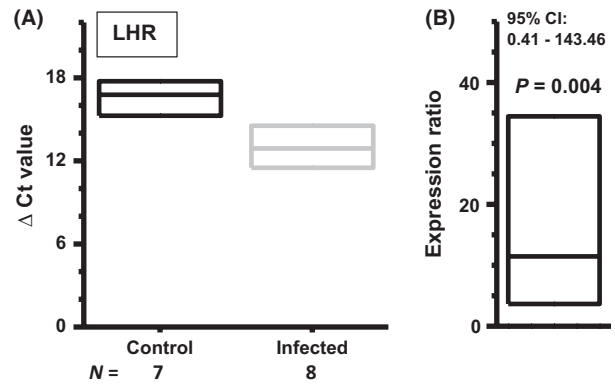 (A)
LHR
18
12
6
0
Δ Ct value
Control Infected
N = 7 8
(B)
95% CI:
0.41 - 143.46
P = 0.004
40
20
0
Expression ratio